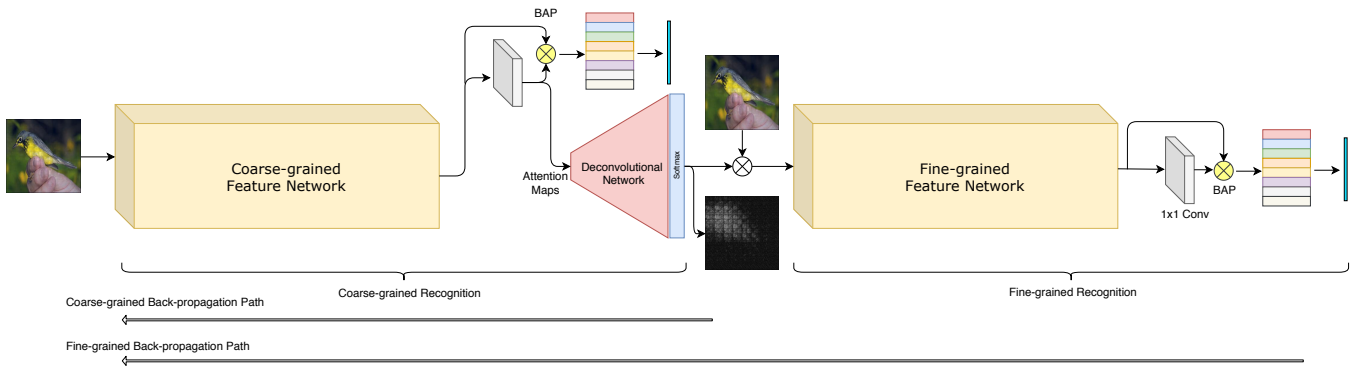 BAP
Coarse-grained
Feature Network
Attention
Maps
Deconvolutional
Network
Softmax
Fine-grained
Feature Network
BAP
1x1 Conv
Coarse-grained Recognition
Fine-grained Recognition
Coarse-grained Back-propagation Path
Fine-grained Back-propagation Path